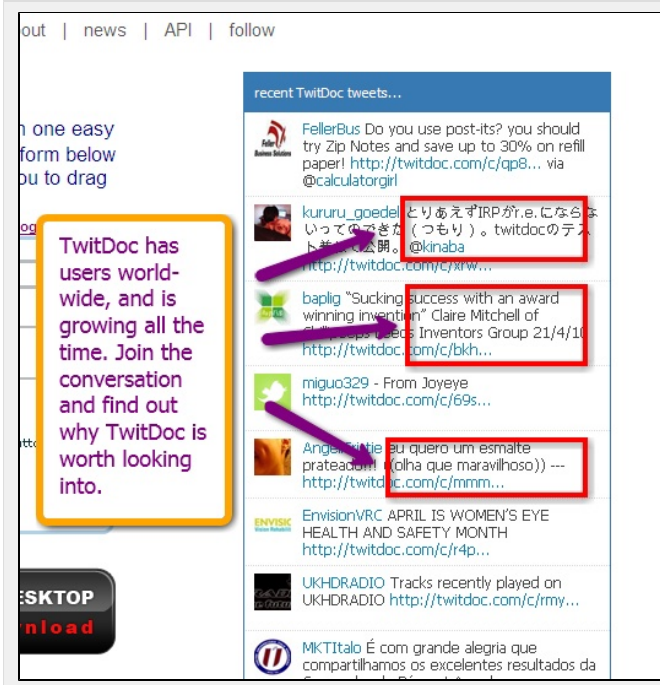 out | news | API | follow
n one easy
form below
ou to drag
recent TwitDoc tweets...
FellerBus Do you use post-its? you should
try Zip Notes and save up to 30% on refill
paper! http://twitdoc.com/c/qp8... via
@calculatorgirl
kururu_goedel とりあえずIRPがr.e.にならな
いってのできた（つもり）。twitdocのテス
公開。@kinaba
http://twitdoc.com/c/xrw...
baplig “Sucking success with an award
winning invention” Claire Mitchell of
Inventors Group 21/4/10
http://twitdoc.com/c/bkh...
miguo329 - From Joyeye
http://twitdoc.com/c/69s...
eu quero um esmalte
prateado!!! ((olha que maravilhoso)) ---
http://twitdoc.com/c/mmm...
EnvisionVRC APRIL IS WOMEN'S EYE
HEALTH AND SAFETY MONTH
http://twitdoc.com/c/r4p...
UKHDRADIO Tracks recently played on
UKHDRADIO http://twitdoc.com/c/rmy...
MKTItalo É com grande alegria que
compartilhamos os excelentes resultados da
TwitDoc has
users world-
wide, and is
growing all the
time. Join the
conversation
and find out
why TwitDoc is
worth looking
into.
ESKTOP
nload